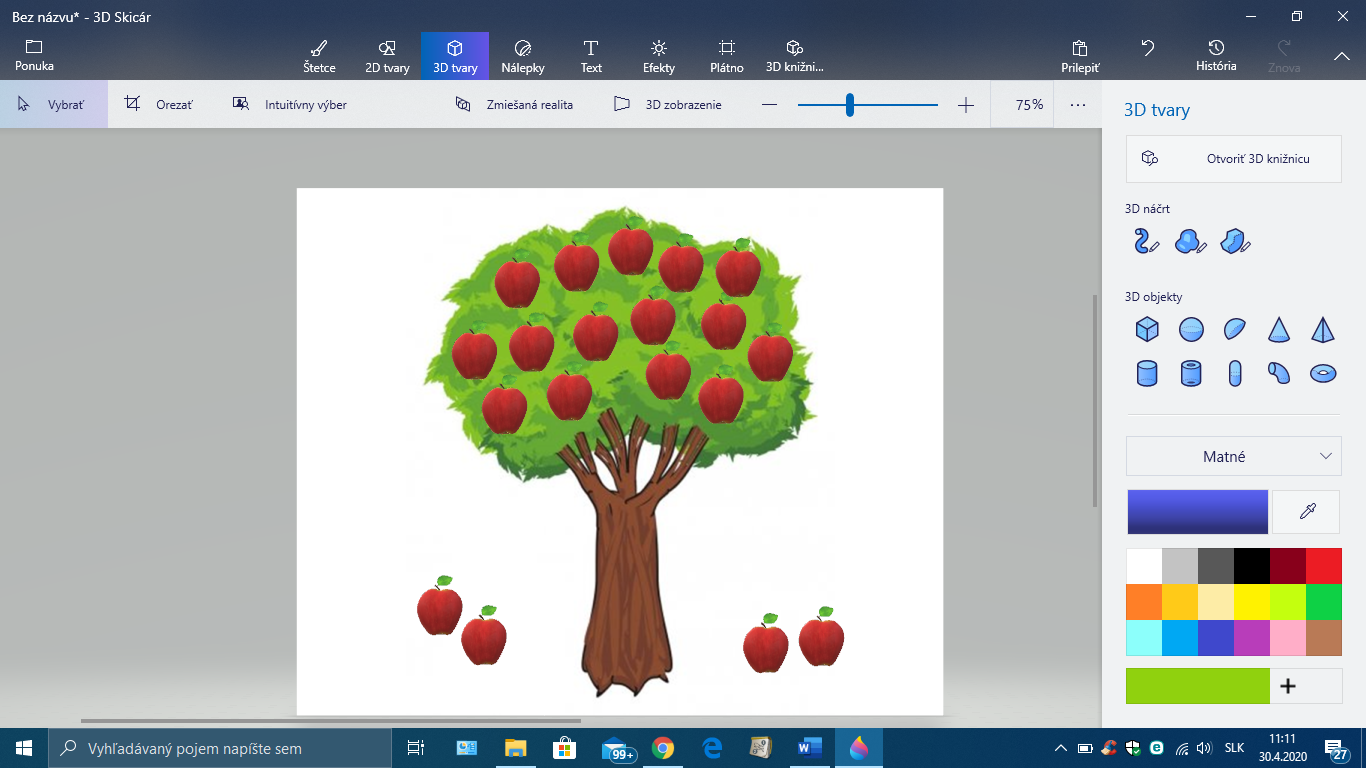 Bez názvu* - 3D Skicár
Ponuka
Štetce
2D tvary
3D tvary
Nálepky
Text
Efekty
Plátno
3D knižni...
Prilepiť
História
Znova
Vybrať
Orezať
Intuitívny výber
Zmiešaná realita
3D zobrazenie
75%
3D tvary
Otvoriť 3D knižnicu
3D náčrt
3D objekty
Matné
Vyhľadávaný pojem napíšte sem
99+
SLK
11:11
30.4.2020
27